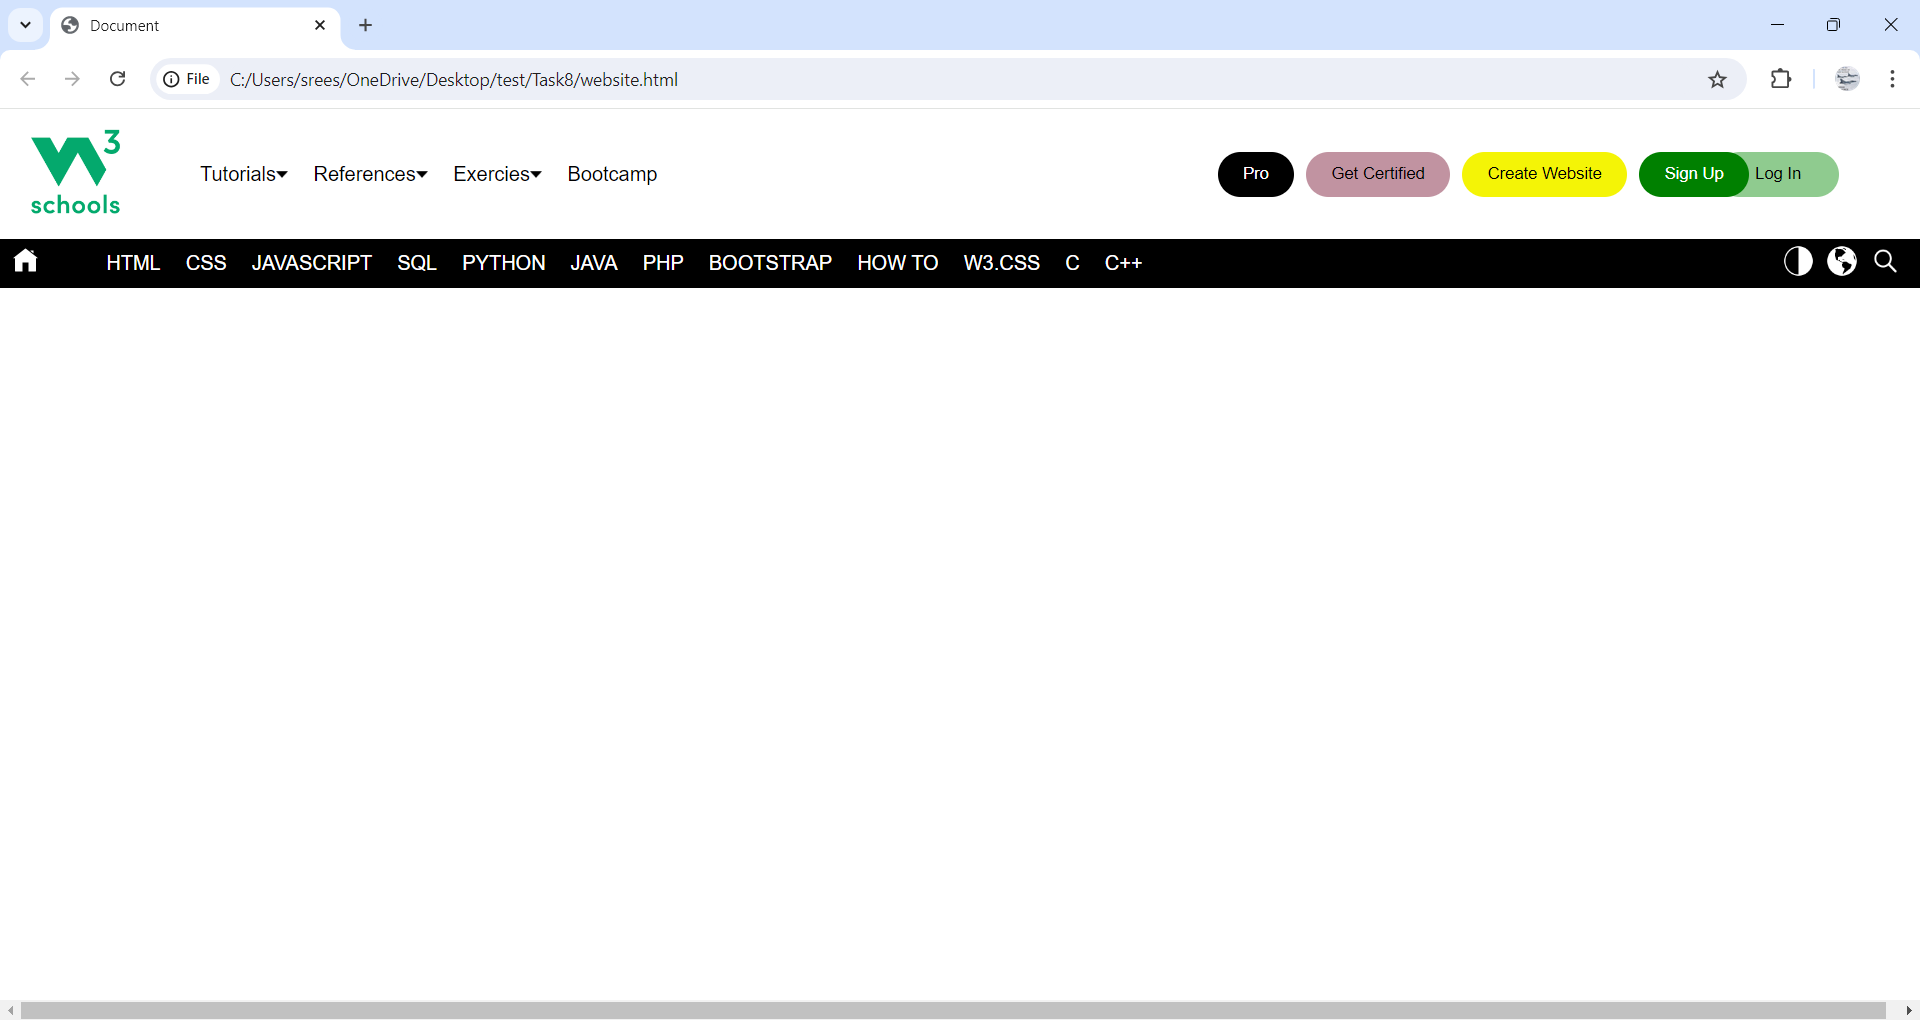 Document
File C:/Users/srees/OneDrive/Desktop/test/Task8/website.html
W3 schools
Tutorials▾ References▾ Exercies▾ Bootcamp Pro Get Certified Create Website Sign Up Log In
HTML CSS JAVASCRIPT SQL PYTHON JAVA PHP BOOTSTRAP HOW TO W3.CSS C C++